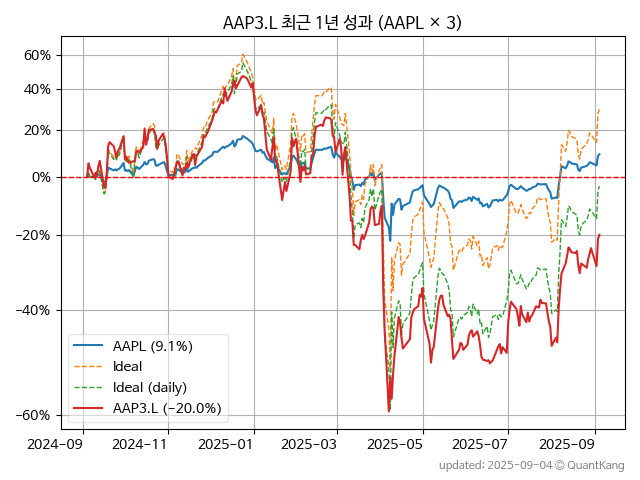 AAP3.L 최근 1년 성과 (AAPL × 3)
60%
40%
20%
0%
−20%
−40%
−60%
AAPL (9.1%)
Ideal
Ideal (daily)
AAP3.L (−20.0%)
2024-09
2024-11
2025-01
2025-03
2025-05
2025-07
2025-09
updated: 2025-09-04 © QuantKang